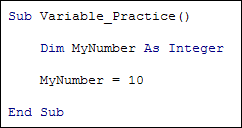 Sub Variable_Practice()
Dim MyNumber As Integer
MyNumber = 10
End Sub